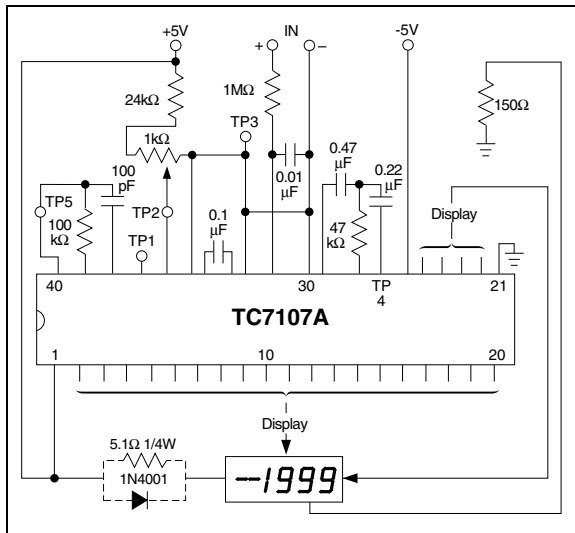 +5V
IN
-5V
+
–
24kΩ
1MΩ
150Ω
1kΩ
TP3
0.47
µF
0.01
µF
0.22
µF
100
pF
TP5
100
kΩ
TP2
TP1
0.1
µF
47
kΩ
Display
40
30
TP
4
21
TC7107A
1
10
20
Display
5.1Ω 1/4W
1N4001
--1999